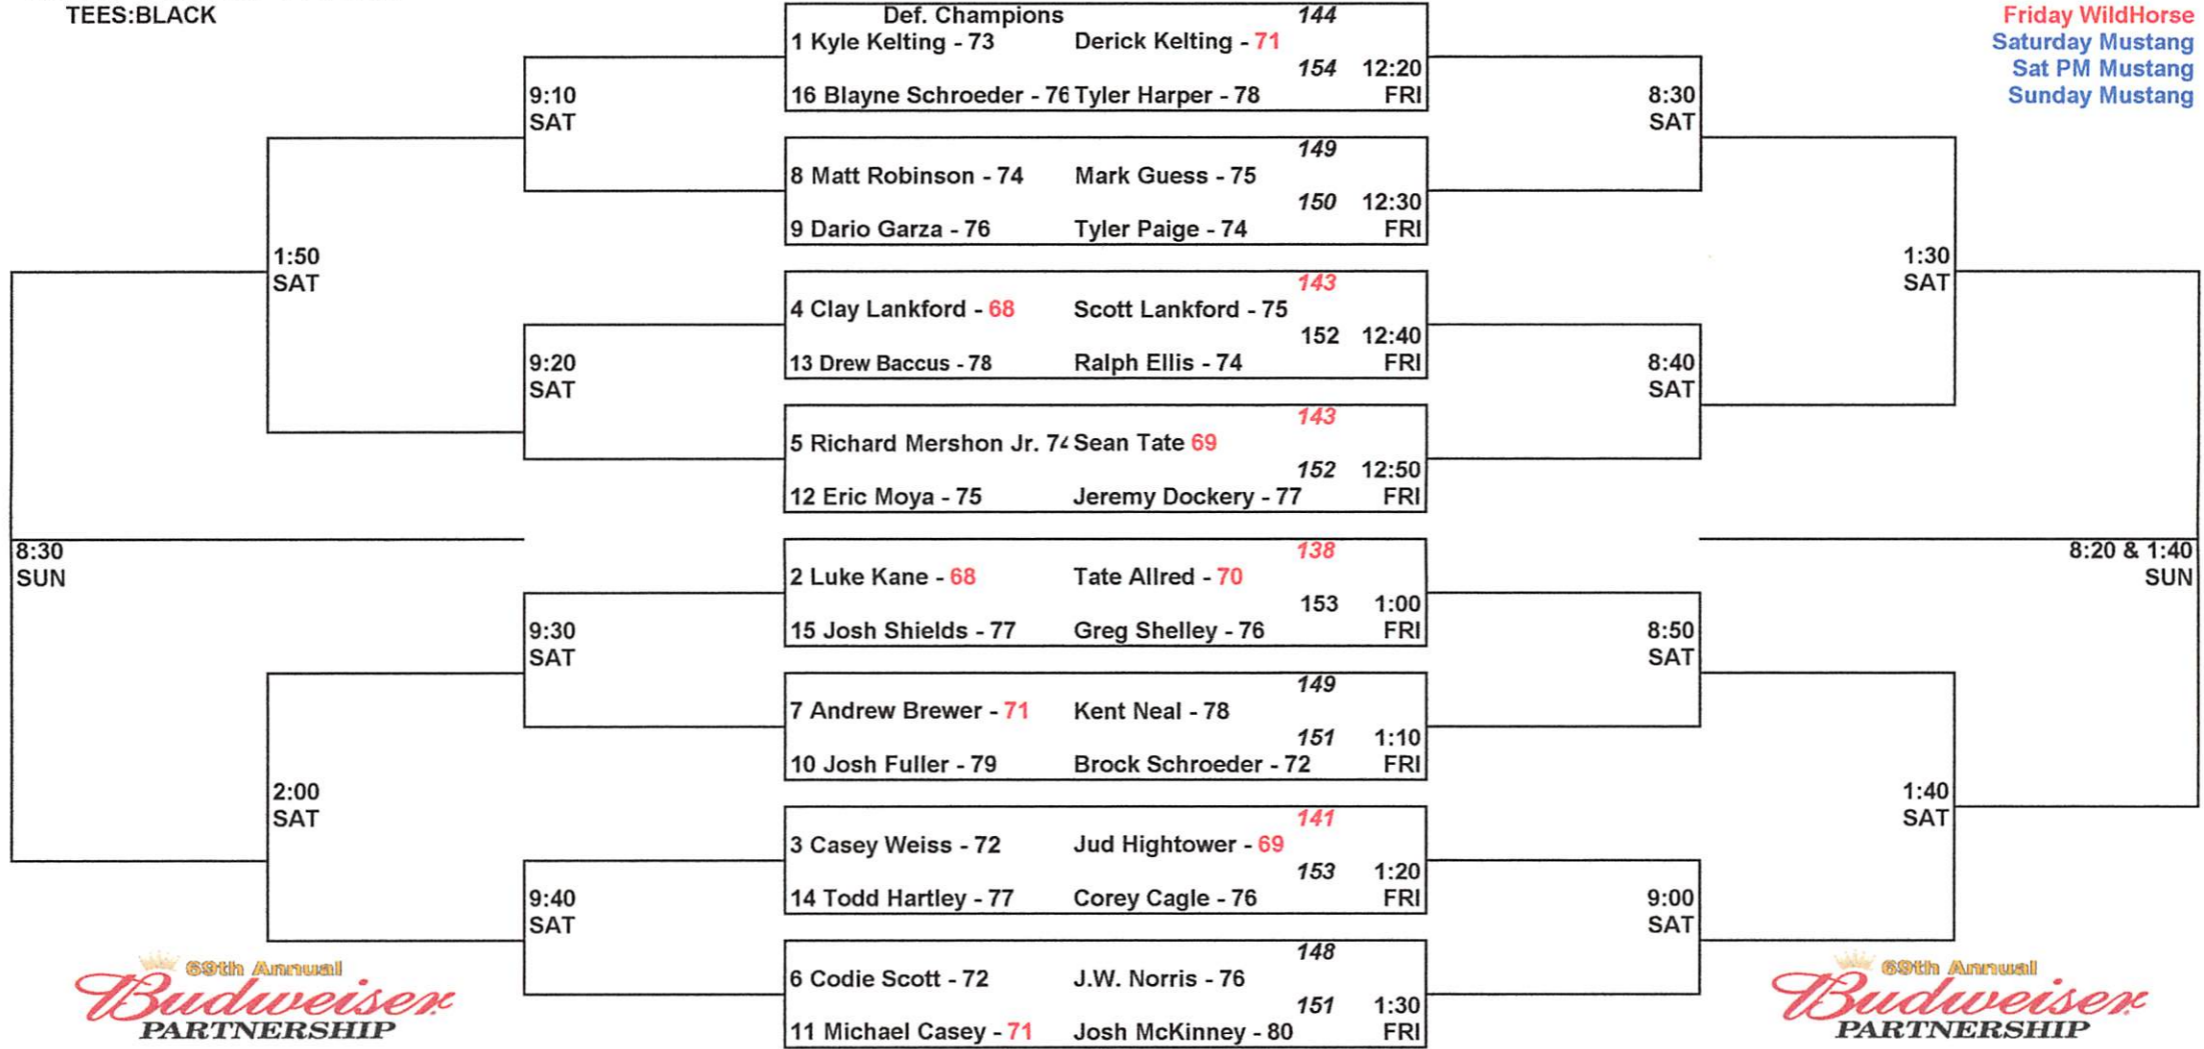 TEES:BLACK
Friday WildHorse
Saturday Mustang
Sat PM Mustang
Sunday Mustang
Def. Champions 144
1 Kyle Kelting - 73 Derick Kelting - 71
154 12:20
16 Blayne Schroeder - 76 Tyler Harper - 78 FRI
9:10
SAT
8:30
SAT
149
8 Matt Robinson - 74 Mark Guess - 75
150 12:30
9 Dario Garza - 76 Tyler Paige - 74 FRI
1:50
SAT
1:30
SAT
143
4 Clay Lankford - 68 Scott Lankford - 75
152 12:40
13 Drew Baccus - 78 Ralph Ellis - 74 FRI
9:20
SAT
8:40
SAT
143
5 Richard Mershon Jr. 74 Sean Tate 69
152 12:50
12 Eric Moya - 75 Jeremy Dockery - 77 FRI
8:30
SUN
8:20 & 1:40
SUN
138
2 Luke Kane - 68 Tate Allred - 70
153 1:00
15 Josh Shields - 77 Greg Shelley - 76 FRI
9:30
SAT
8:50
SAT
149
7 Andrew Brewer - 71 Kent Neal - 78
151 1:10
10 Josh Fuller - 79 Brock Schroeder - 72 FRI
2:00
SAT
1:40
SAT
141
3 Casey Weiss - 72 Jud Hightower - 69
153 1:20
14 Todd Hartley - 77 Corey Cagle - 76 FRI
9:40
SAT
9:00
SAT
148
6 Codie Scott - 72 J.W. Norris - 76
151 1:30
11 Michael Casey - 71 Josh McKinney - 80 FRI
69th Annual
Budweiser
PARTNERSHIP
69th Annual
Budweiser
PARTNERSHIP